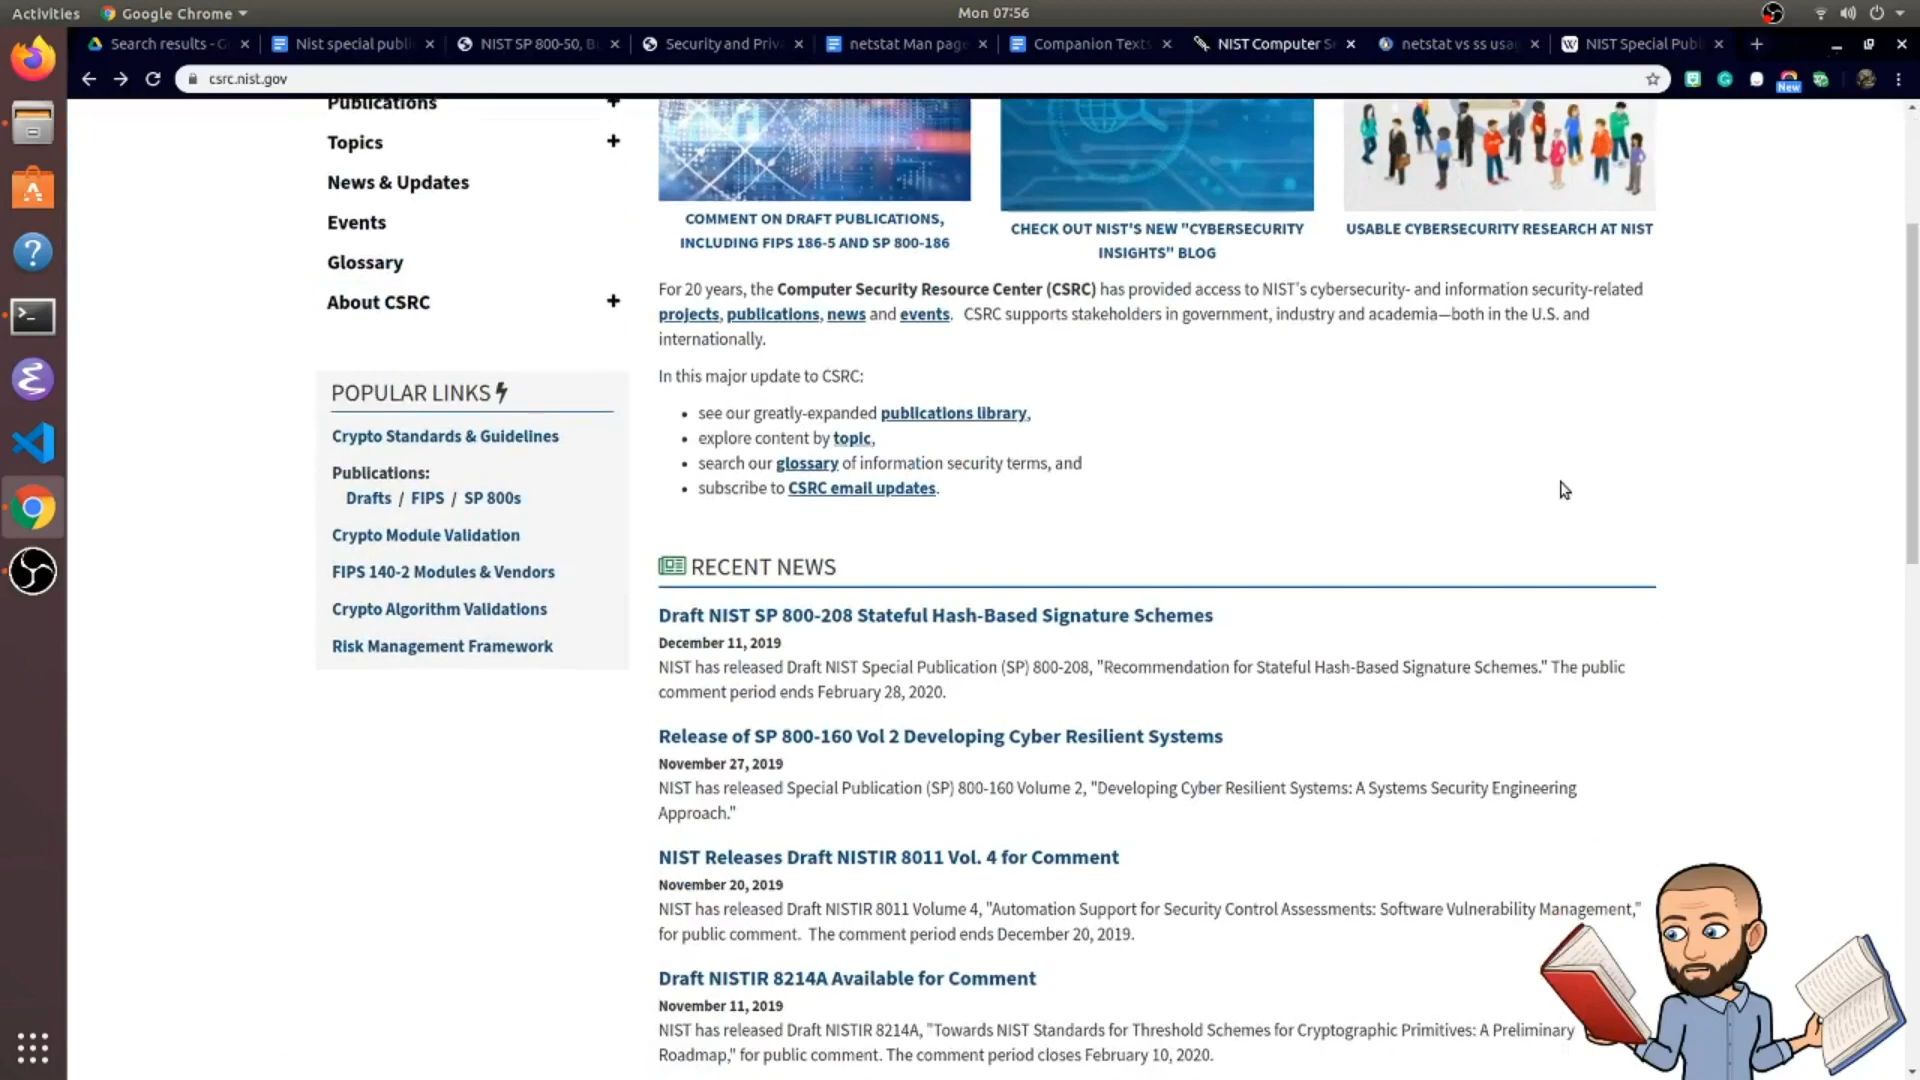 Activities
Google Chrome
Mon 07:56
Search results - G
Nist special publi
NIST SP 800-50, B
Security and Priv
netstat Man page
Companion Texts
NIST Computer S
netstat vs ss usa
NIST Special Publ
csrc.nist.gov
New
Publications +
Topics +
News & Updates
Events
Glossary
About CSRC +
POPULAR LINKS
Crypto Standards & Guidelines
Publications:
Drafts / FIPS / SP 800s
Crypto Module Validation
FIPS 140-2 Modules & Vendors
Crypto Algorithm Validations
Risk Management Framework
COMMENT ON DRAFT PUBLICATIONS,
INCLUDING FIPS 186-5 AND SP 800-186
CHECK OUT NIST'S NEW "CYBERSECURITY
INSIGHTS" BLOG
USABLE CYBERSECURITY RESEARCH AT NIST
For 20 years, the Computer Security Resource Center (CSRC) has provided access to NIST's cybersecurity- and information security-related
projects, publications, news and events. CSRC supports stakeholders in government, industry and academia—both in the U.S. and
internationally.
In this major update to CSRC:
• see our greatly-expanded publications library,
• explore content by topic,
• search our glossary of information security terms, and
• subscribe to CSRC email updates.
RECENT NEWS
Draft NIST SP 800-208 Stateful Hash-Based Signature Schemes
December 11, 2019
NIST has released Draft NIST Special Publication (SP) 800-208, "Recommendation for Stateful Hash-Based Signature Schemes." The public
comment period ends February 28, 2020.
Release of SP 800-160 Vol 2 Developing Cyber Resilient Systems
November 27, 2019
NIST has released Special Publication (SP) 800-160 Volume 2, "Developing Cyber Resilient Systems: A Systems Security Engineering
Approach."
NIST Releases Draft NISTIR 8011 Vol. 4 for Comment
November 20, 2019
NIST has released Draft NISTIR 8011 Volume 4, "Automation Support for Security Control Assessments: Software Vulnerability Management,"
for public comment. The comment period ends December 20, 2019.
Draft NISTIR 8214A Available for Comment
November 11, 2019
NIST has released Draft NISTIR 8214A, "Towards NIST Standards for Threshold Schemes for Cryptographic Primitives: A Preliminary
Roadmap," for public comment. The comment period closes February 10, 2020.